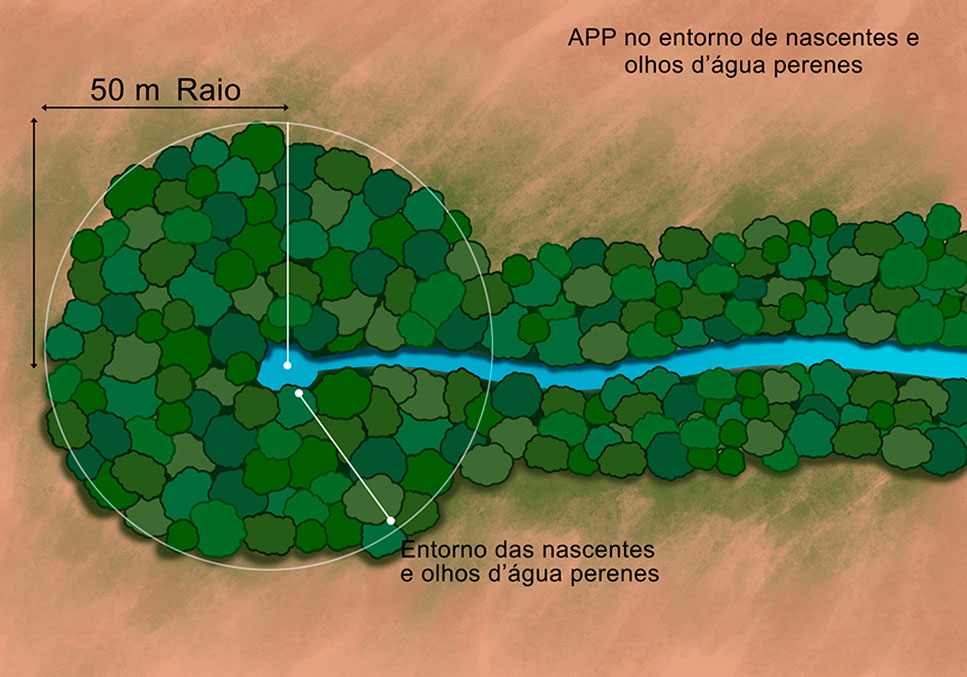 APP no entorno de nascentes e
olhos d’água perenes
50 m Raio
Entorno das nascentes
e olhos d’água perenes